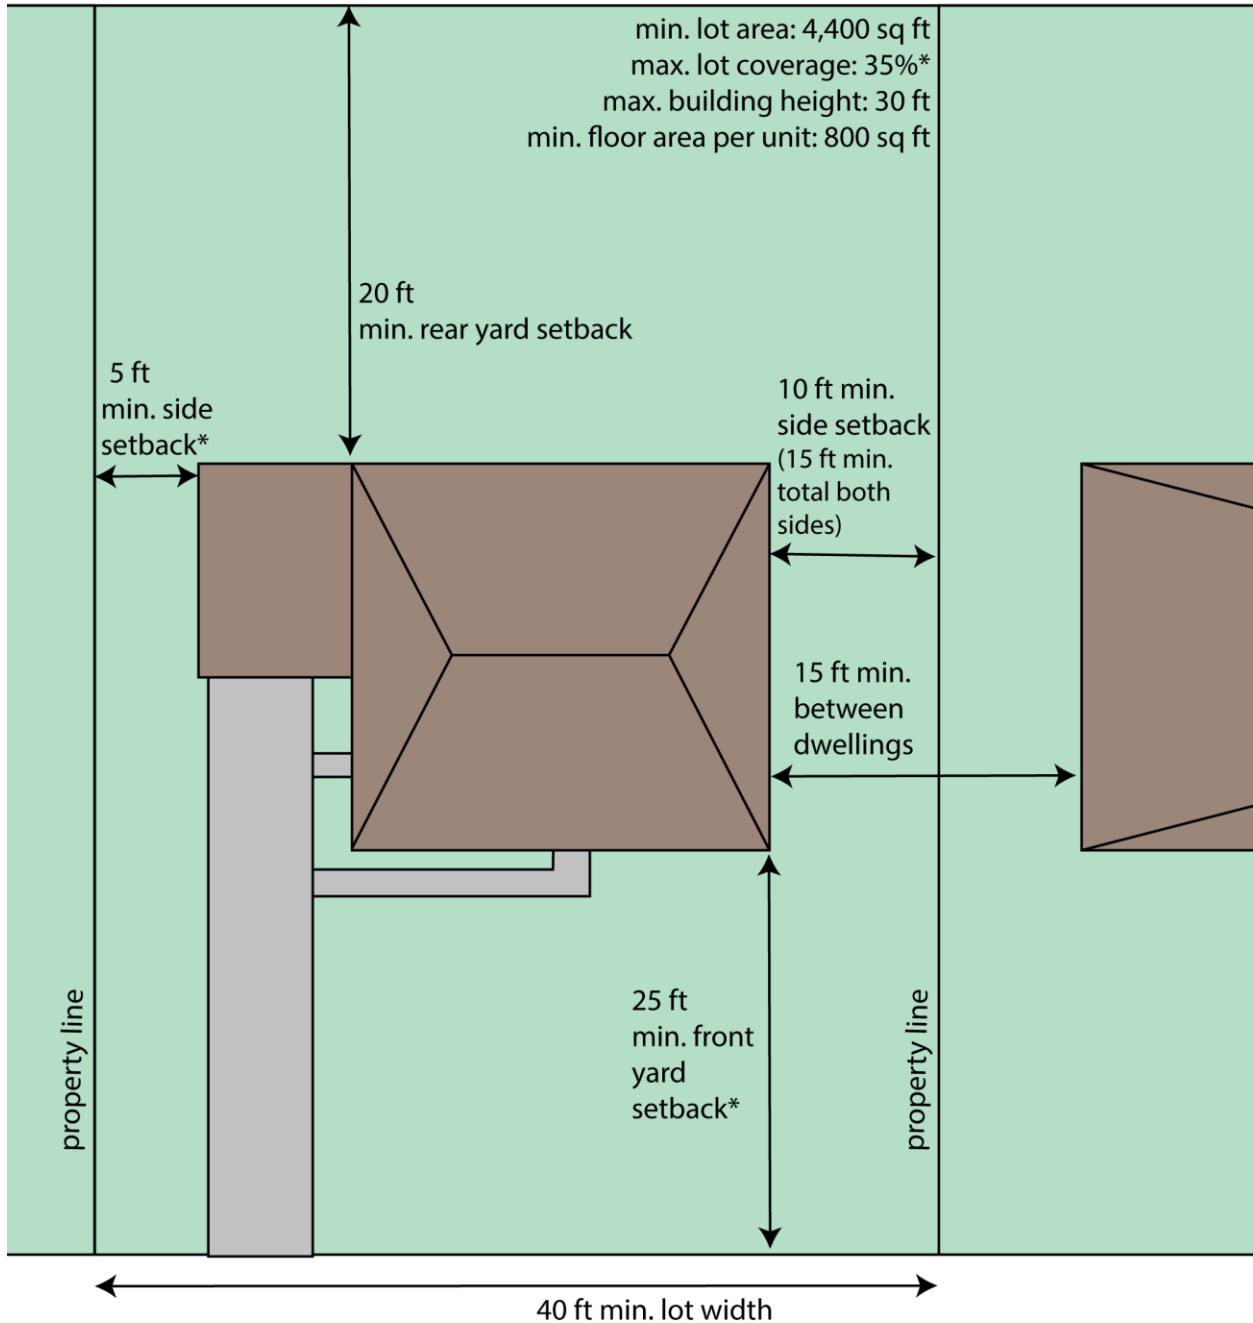 min. lot area: 4,400 sq ft
max. lot coverage: 35%*
max. building height: 30 ft
min. floor area per unit: 800 sq ft
20 ft
min. rear yard setback
5 ft
min. side
setback*
10 ft min.
side setback
(15 ft min.
total both
sides)
15 ft min.
between
dwellings
25 ft
min. front
yard
setback*
property line
property line
40 ft min. lot width